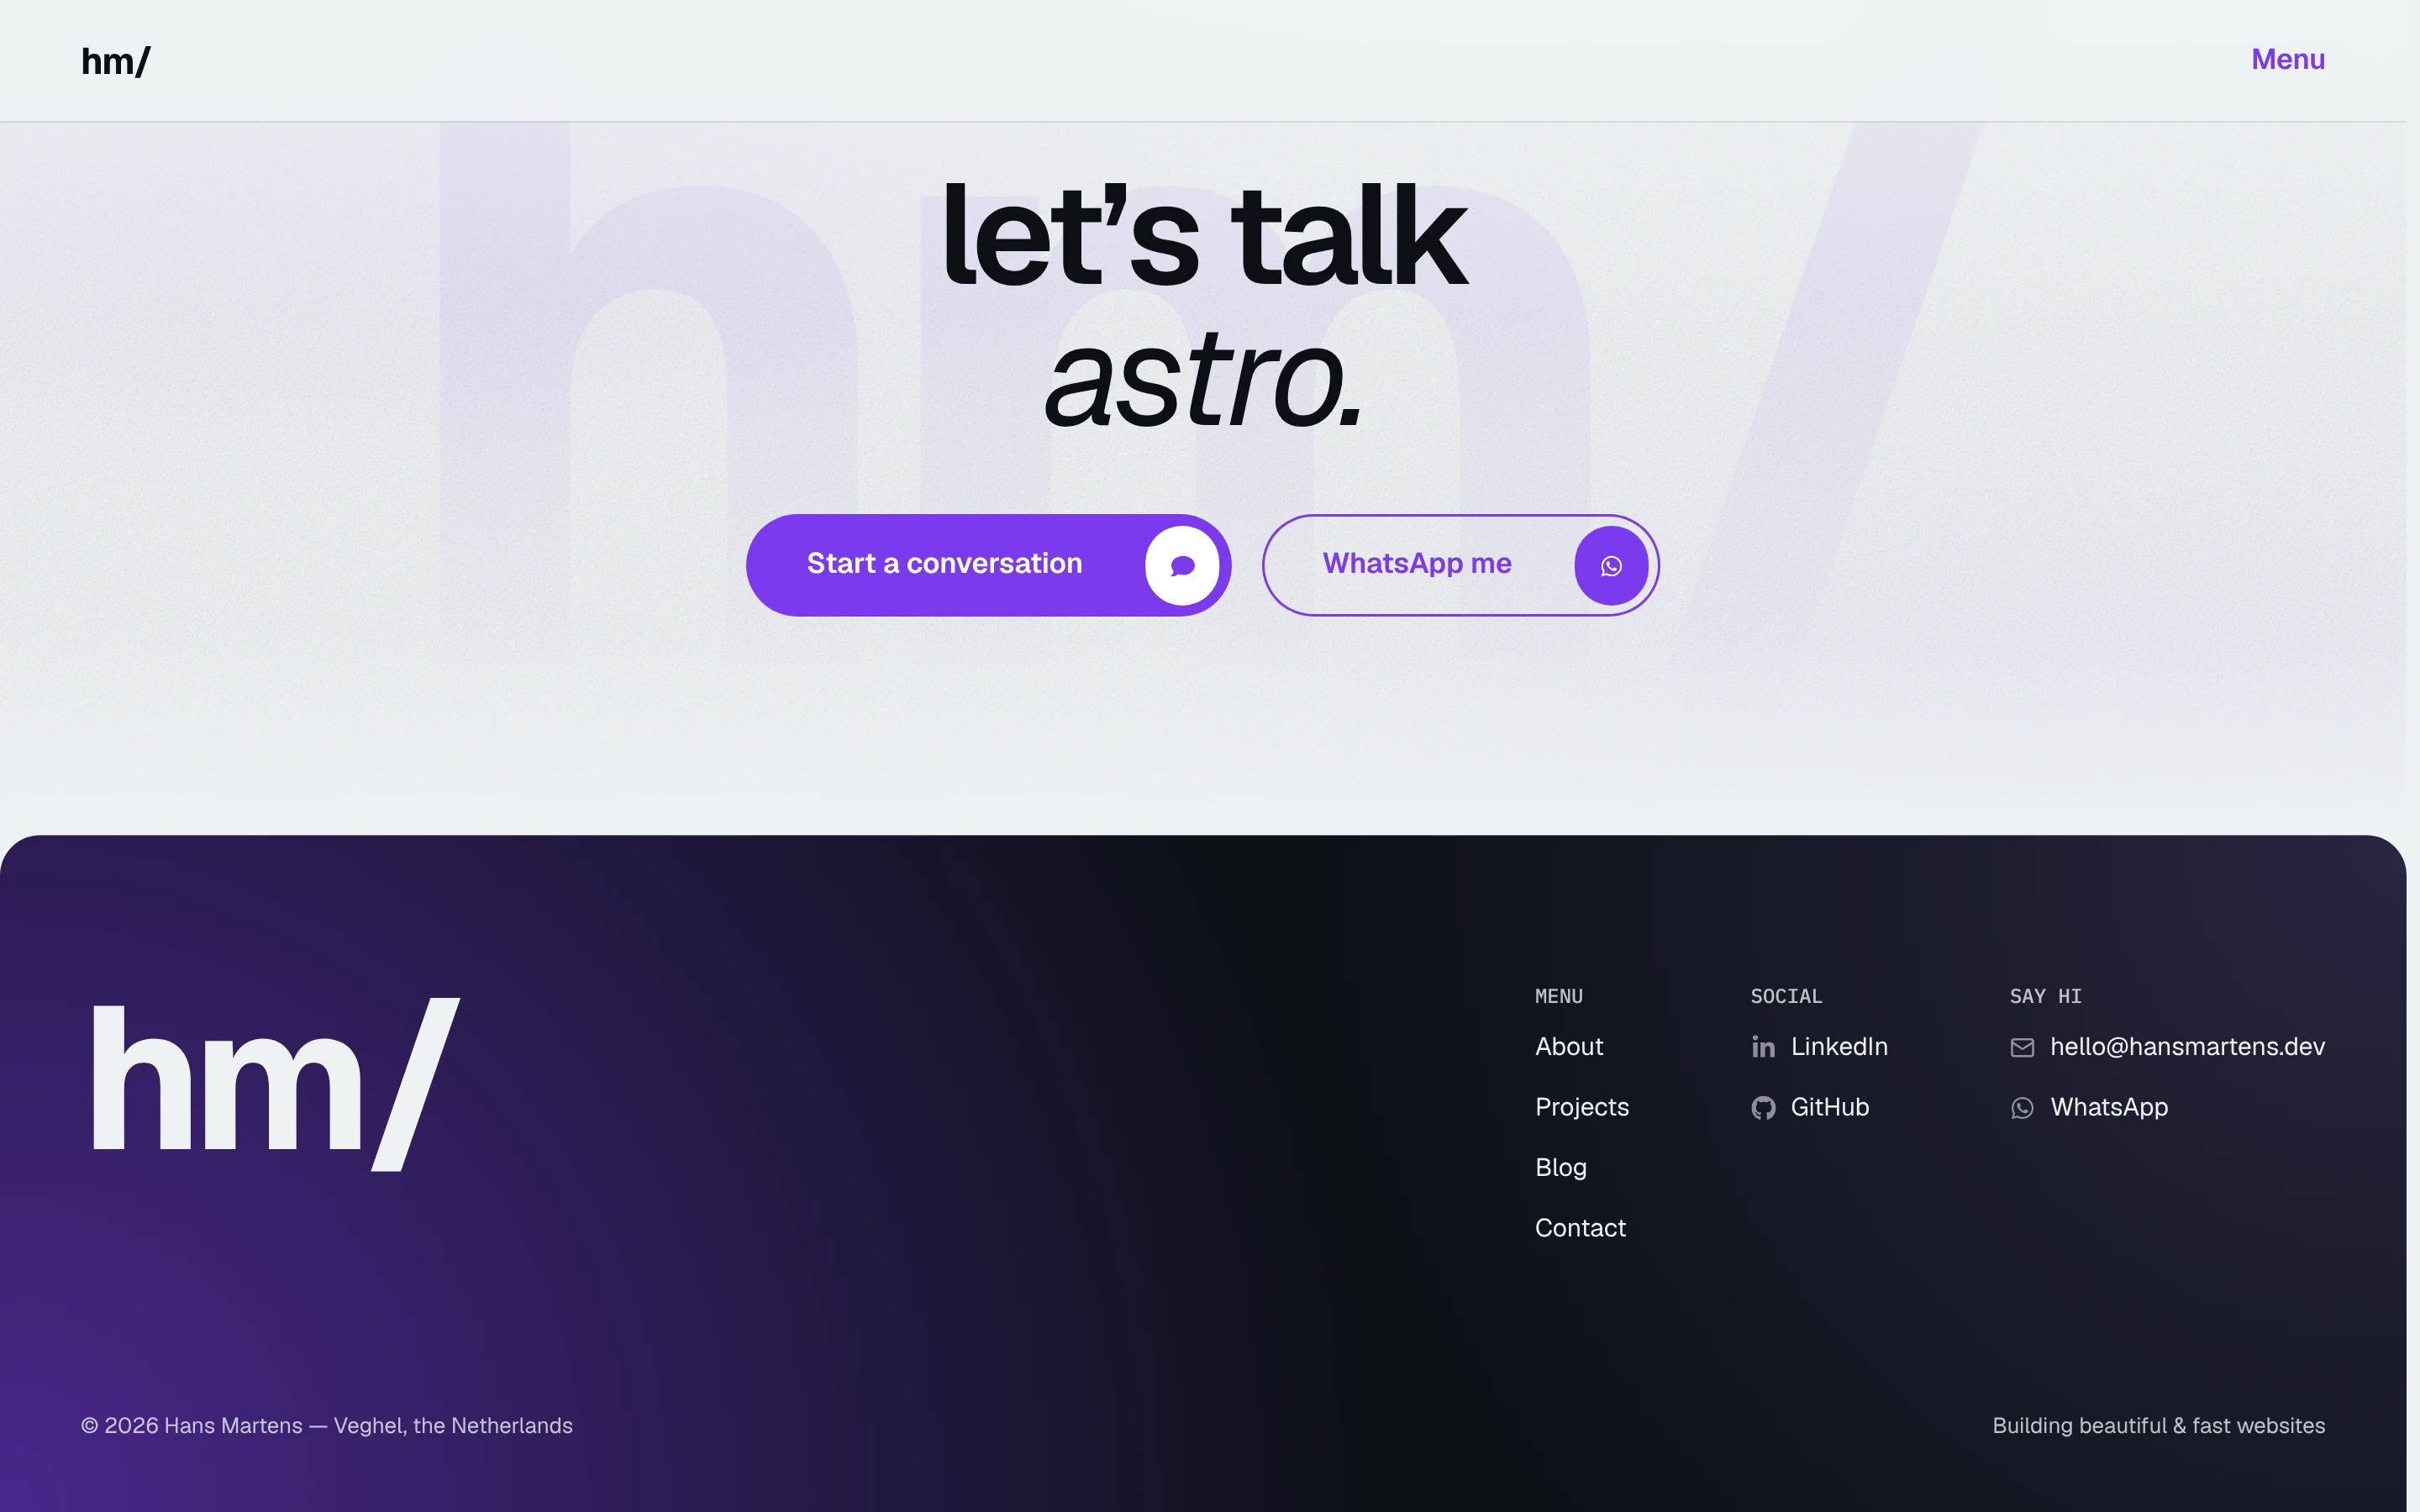 hm/
Menu
hm/
let’s talk
astro.
Start a conversation
WhatsApp me
hm/
MENU
About
Projects
Blog
Contact
SOCIAL
LinkedIn
GitHub
SAY HI
hello@hansmartens.dev
WhatsApp
© 2026 Hans Martens — Veghel, the Netherlands
Building beautiful & fast websites